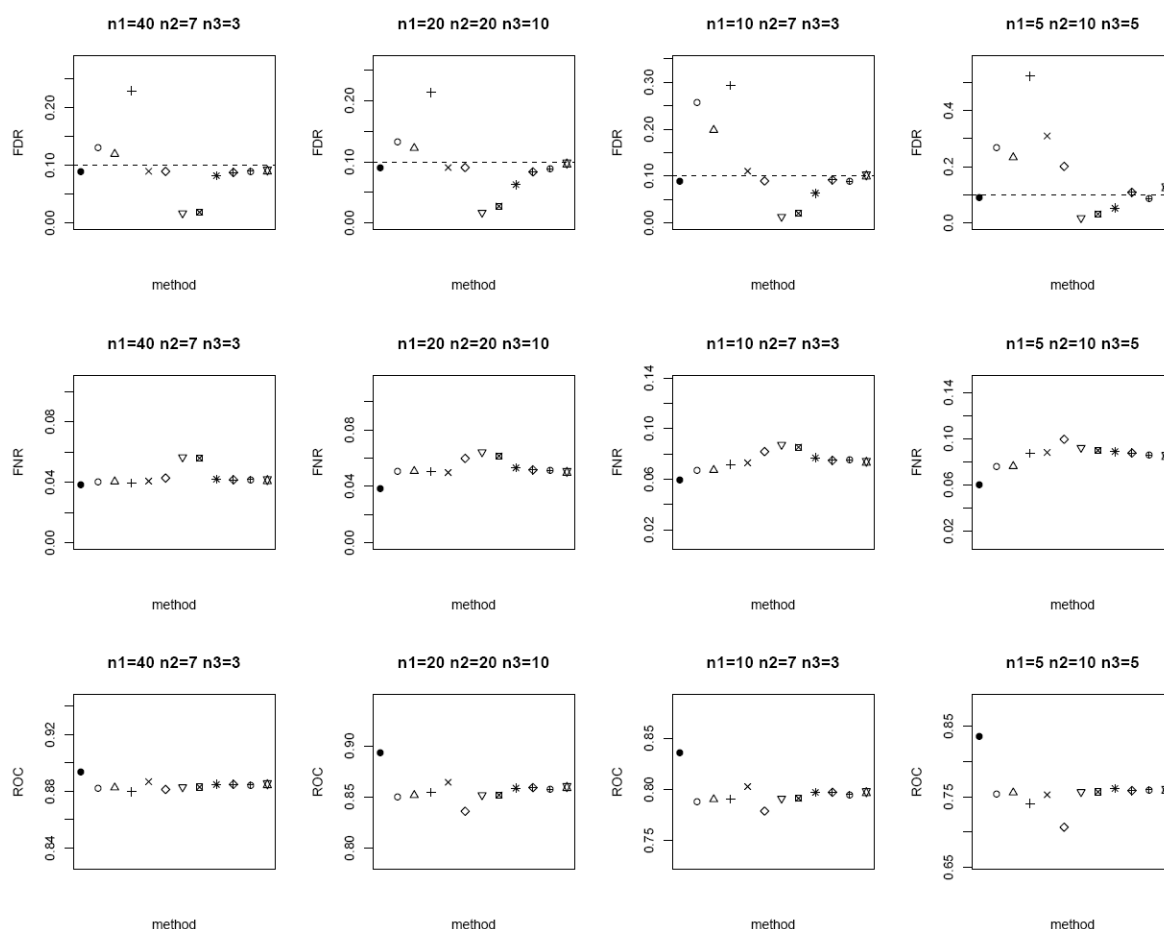 n1=40 n2=7 n3=3
n1=20 n2=20 n3=10
n1=10 n2=7 n3=3
n1=5 n2=10 n3=5
FDR
0.00
0.10
0.20
method
FDR
0.00
0.10
0.20
method
FDR
0.00
0.10
0.20
0.30
method
FDR
0.0
0.2
0.4
method
n1=40 n2=7 n3=3
n1=20 n2=20 n3=10
n1=10 n2=7 n3=3
n1=5 n2=10 n3=5
FNR
0.00
0.04
0.08
method
FNR
0.00
0.04
0.08
method
FNR
0.02
0.06
0.10
0.14
method
FNR
0.02
0.06
0.10
0.14
method
n1=40 n2=7 n3=3
n1=20 n2=20 n3=10
n1=10 n2=7 n3=3
n1=5 n2=10 n3=5
ROC
0.84
0.88
0.92
method
ROC
0.80
0.85
0.90
method
ROC
0.75
0.80
0.85
method
ROC
0.65
0.75
0.85
method